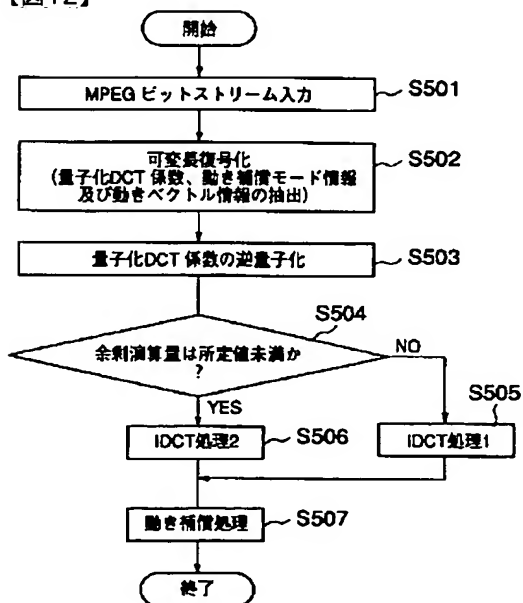 【図12】
開始
MPEG ビットストリーム入力
S501
可変長復号化
(量子化DCT 係数、動き補償モード情報
及び動きベクトル情報の抽出)
S502
量子化DCT 係数の逆量子化
S503
S504
余剰演算量は所定値未満か
?
NO
YES
S505
IDCT処理2
S506
IDCT処理1
動き補償処理
S507
終了